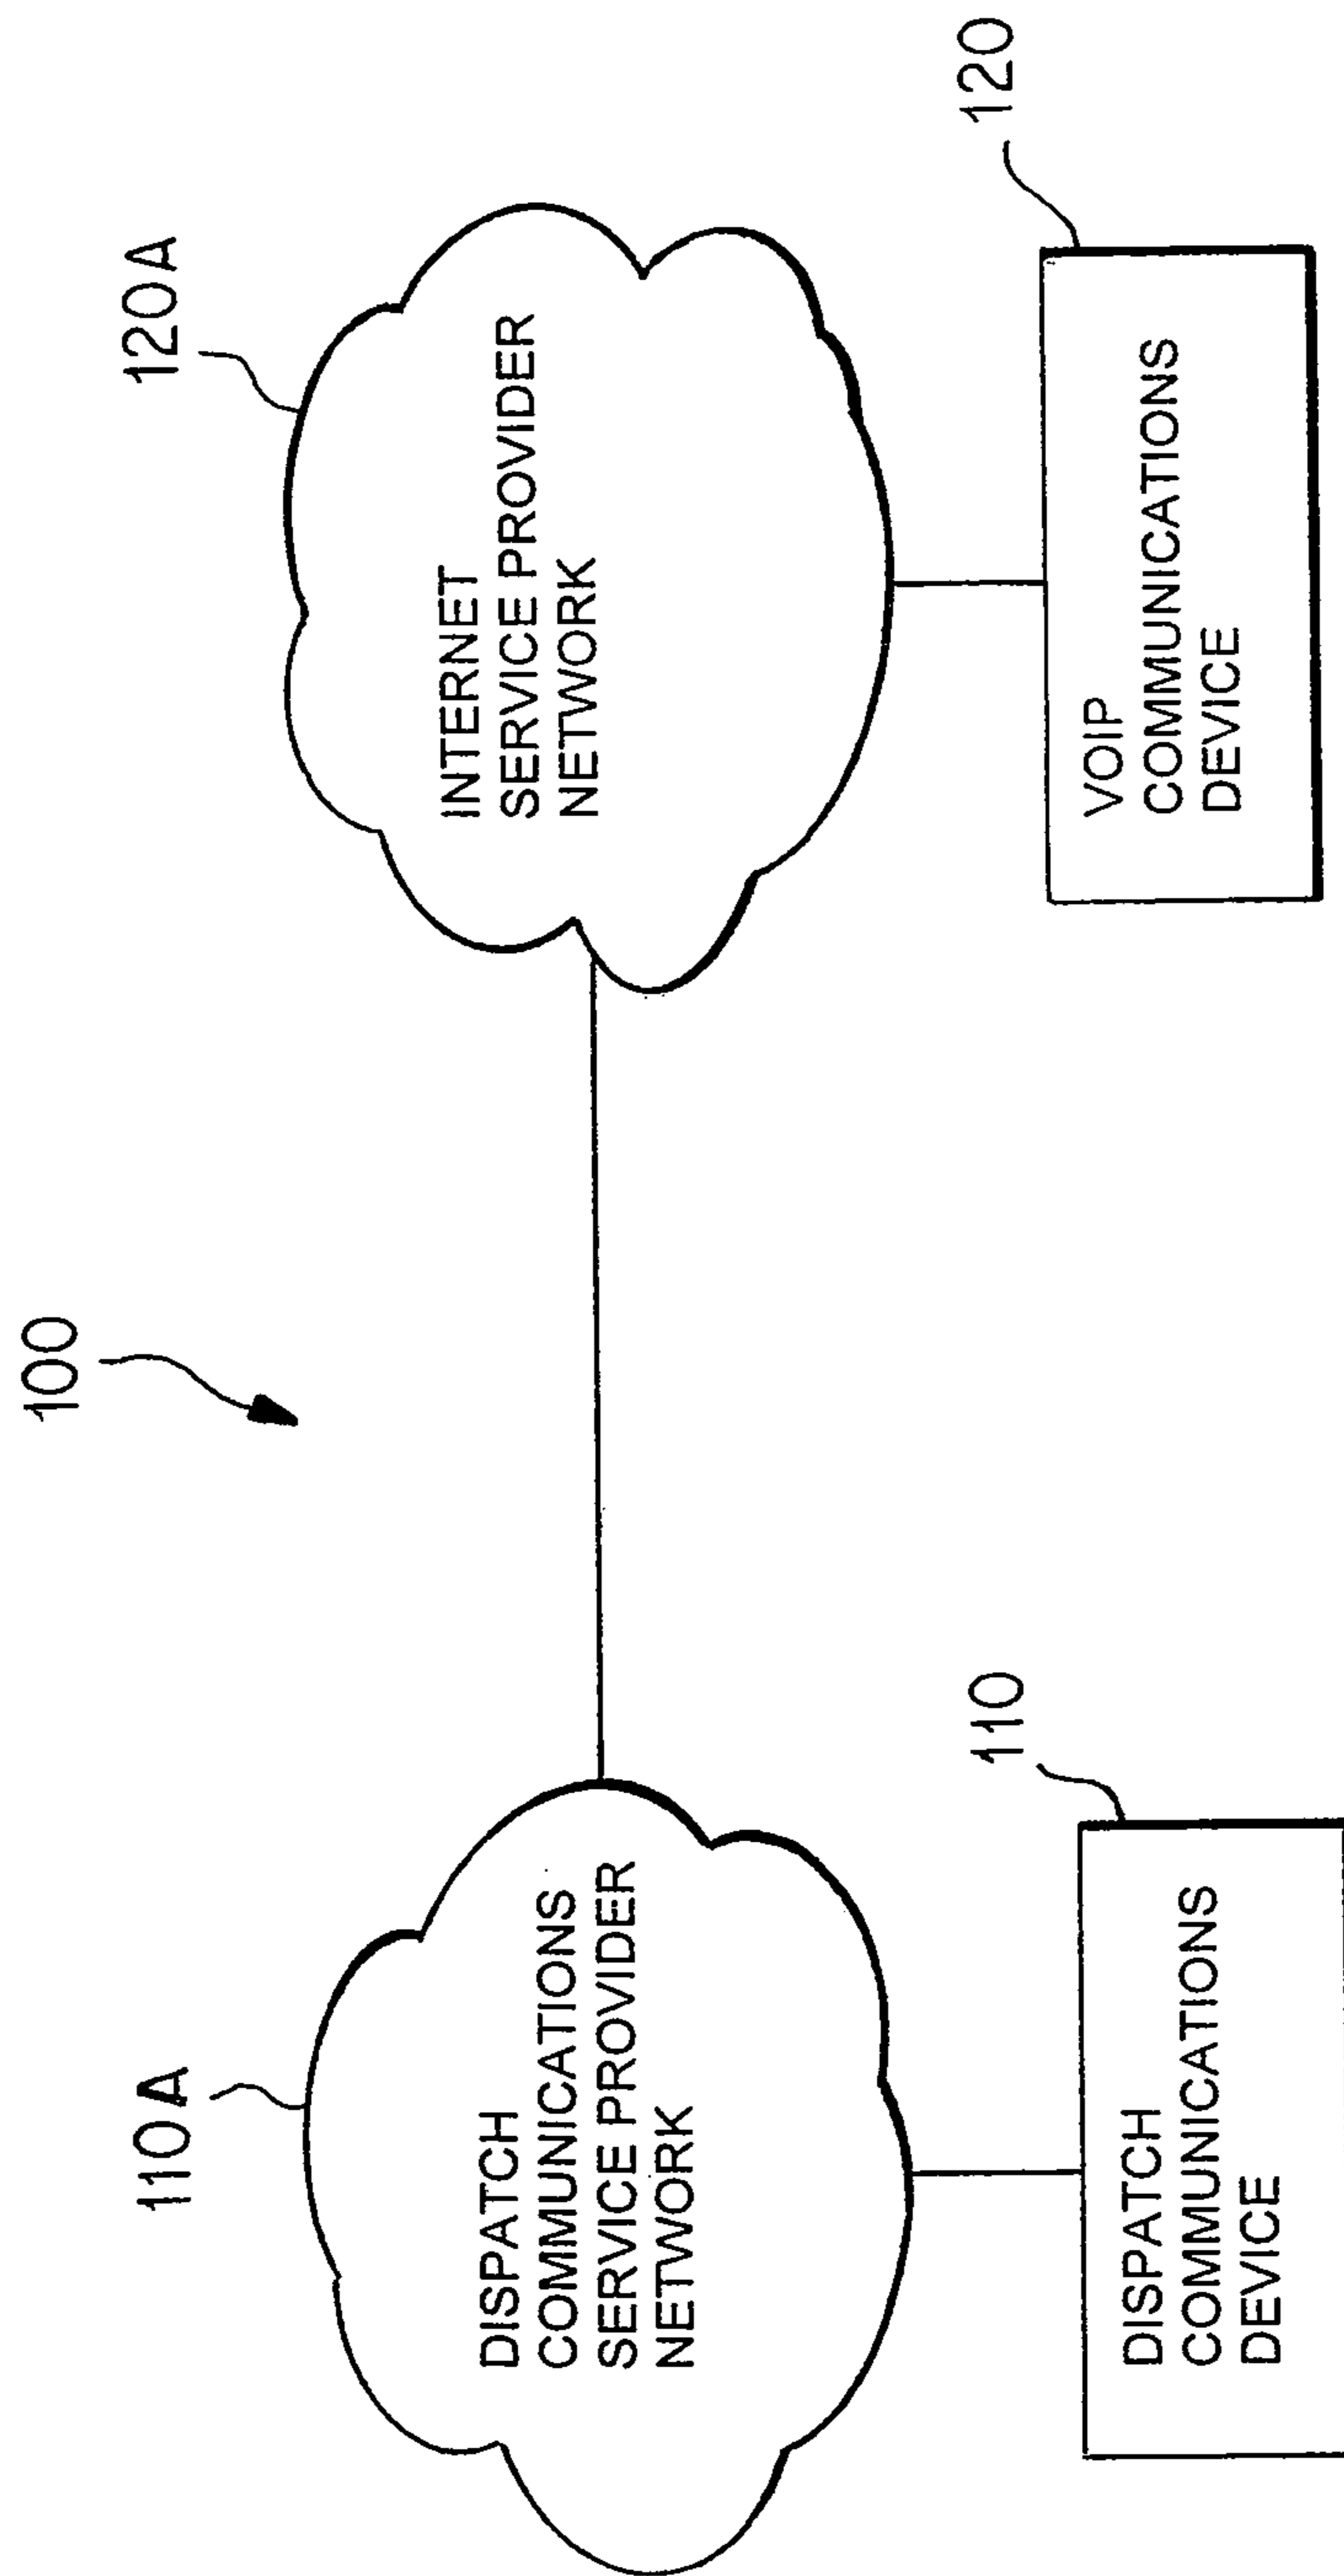 100
110A
DISPATCH
COMMUNICATIONS
SERVICE PROVIDER
NETWORK
120A
INTERNET
SERVICE PROVIDER
NETWORK
110
DISPATCH
COMMUNICATIONS
DEVICE
120
VOIP
COMMUNICATIONS
DEVICE